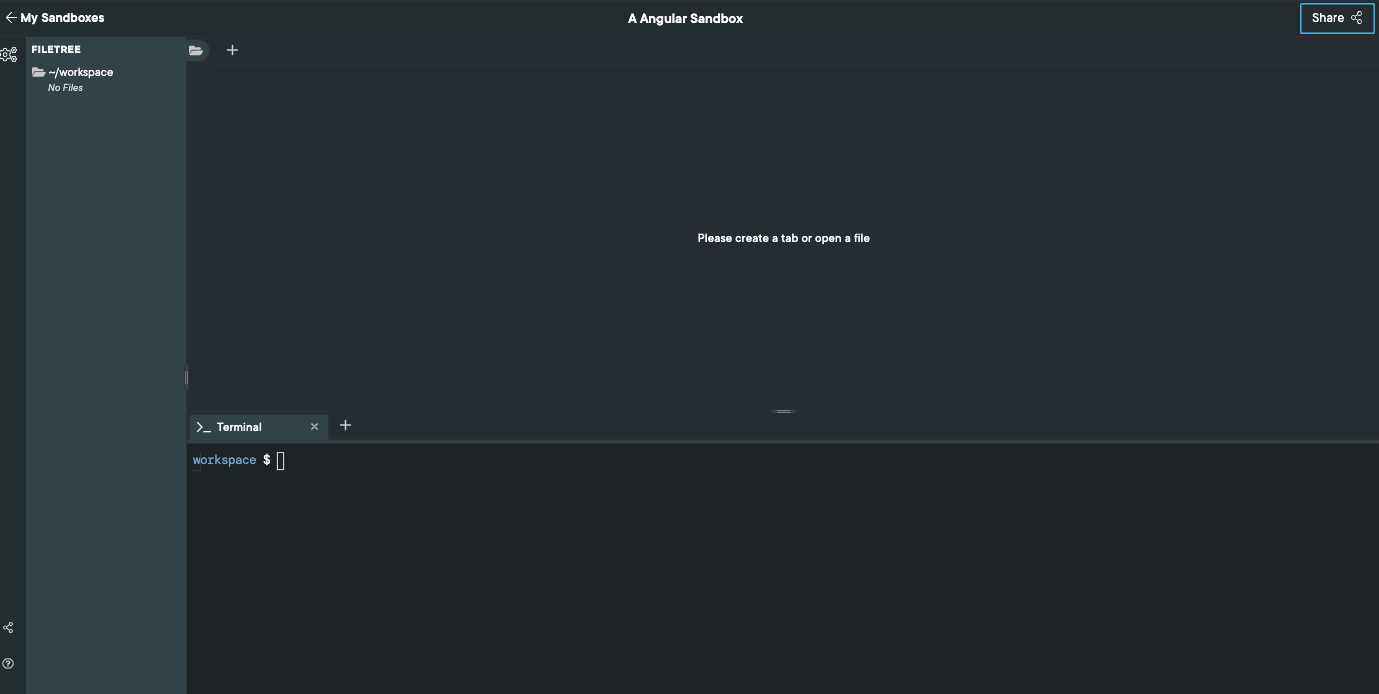 My Sandboxes
A Angular Sandbox
Share
FILETREE
~/workspace
No Files
Please create a tab or open a file
>_ Terminal
workspace $